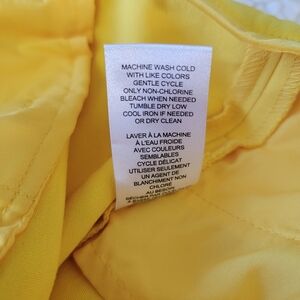 MACHINE WASH COLD
WITH LIKE COLORS
GENTLE CYCLE
ONLY NON-CHLORINE
BLEACH WHEN NEEDED
TUMBLE DRY LOW
COOL IRON IF NEEDED
OR DRY CLEAN
LAVER À LA MACHINE
À L'EAU FROIDE
AVEC COULEURS
SEMBLABLES
CYCLE DÉLICAT
UTILISER SEULEMENT
UN AGENT DE
BLANCHIMENT NON
CHLORÉ
AU BESOIN